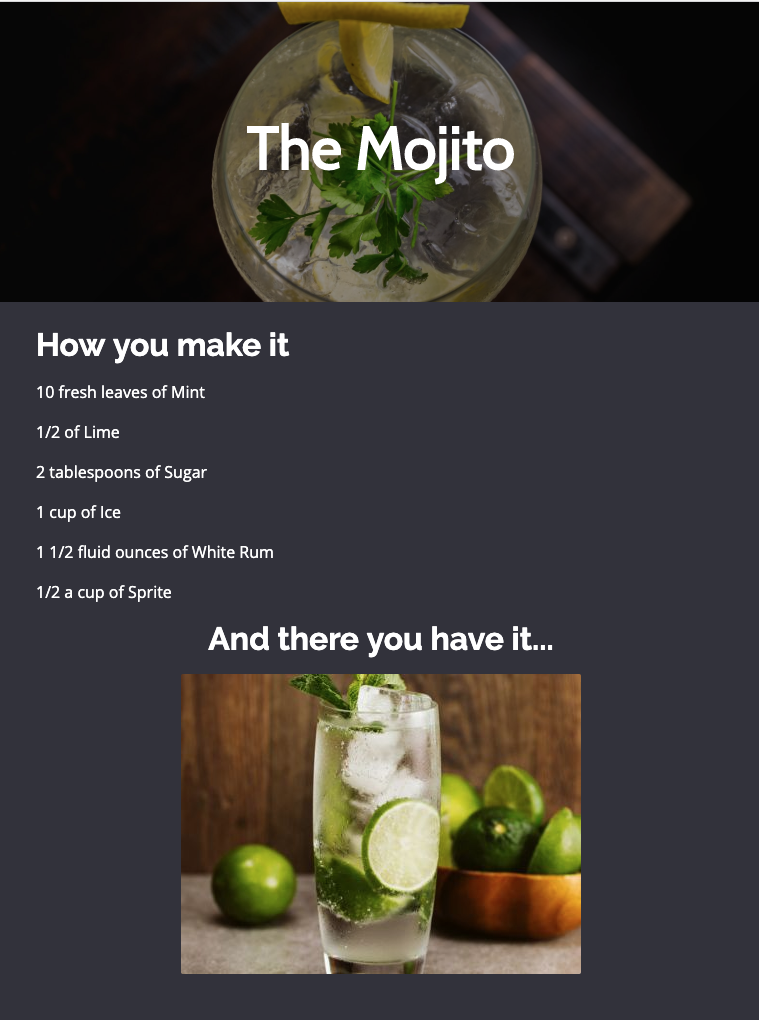 The Mojito
How you make it
10 fresh leaves of Mint
1/2 of Lime
2 tablespoons of Sugar
1 cup of Ice
1 1/2 fluid ounces of White Rum
1/2 a cup of Sprite
And there you have it...